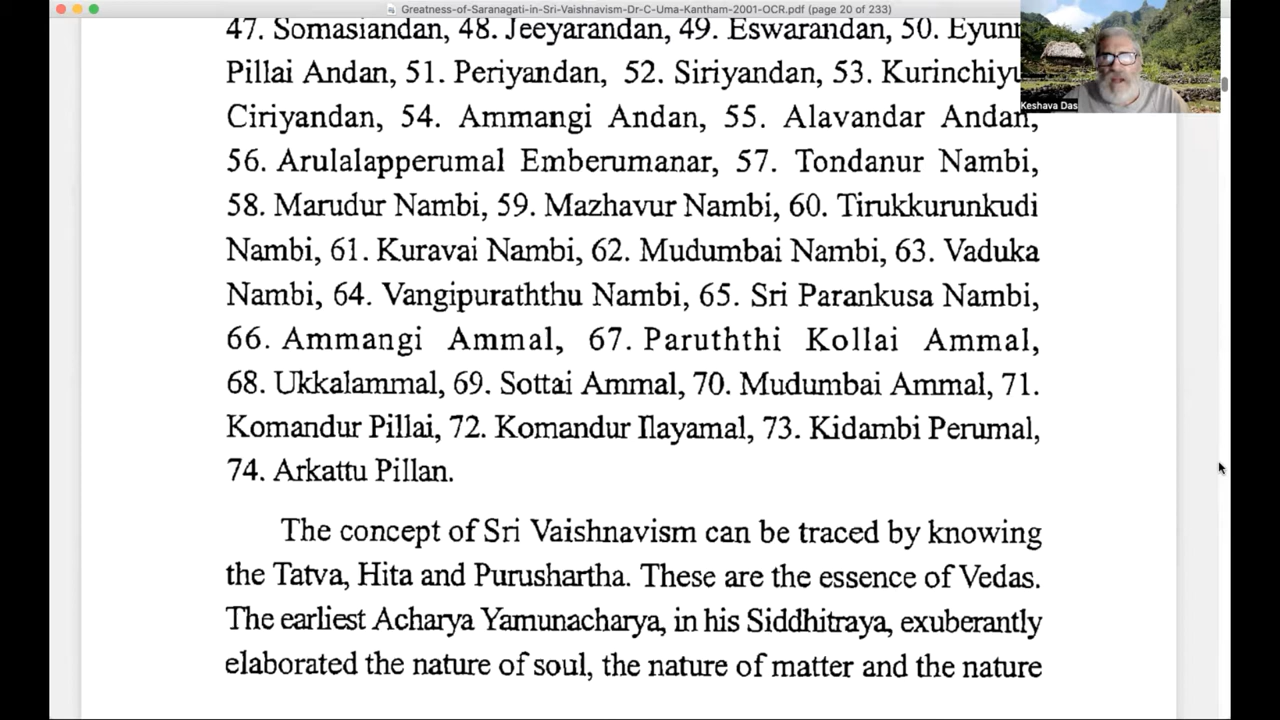 Greatness-of-Saranagati-in-Sri-Vaishnavism-Dr-C-Uma-Kantham-2001-OCR.pdf (page 20 of 233)
47. Somasiandan, 48. Jeeyarandan, 49. Eswarandan, 50.
Pillai Andan, 51. Periyandan, 52. Siriyandan, 53.
Ciriyandan, 54. Ammangi Andan, 55. Alavandar Andan,
56. Arulalapperumal Emberumanar, 57. Tondanur Nambi,
58. Marudur Nambi, 59. Mazhavur Nambi, 60. Tirukkurunkudi
Nambi, 61. Kuravai Nambi, 62. Mudumbai Nambi, 63. Vaduka
Nambi, 64. Vangipuraththu Nambi, 65. Sri Parankusa Nambi,
66. Ammangi Ammal, 67. Paruththi Kollai Ammal,
68. Ukkalammal, 69. Sottai Ammal, 70. Mudumbai Ammal, 71.
Komandur Pillai, 72. Komandur Ilayamal, 73. Kidambi Perumal,
74. Arkattu Pillan.
The concept of Sri Vaishnavism can be traced by knowing
the Tatva, Hita and Purushartha. These are the essence of Vedas.
The earliest Acharya Yamunacharya, in his Siddhitraya, exuberantly
elaborated the nature of soul, the nature of matter and the nature
Keshava Das